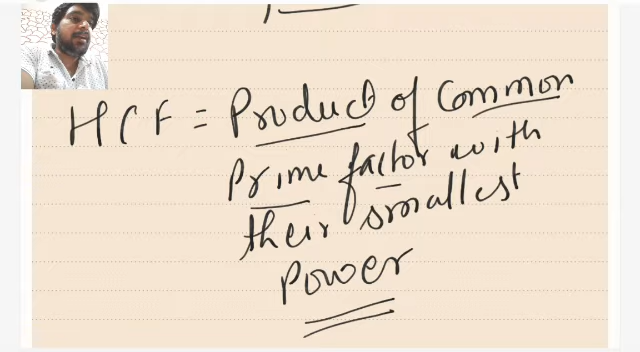 HCF = Product of Common
Prime factor with
their smallest
Power